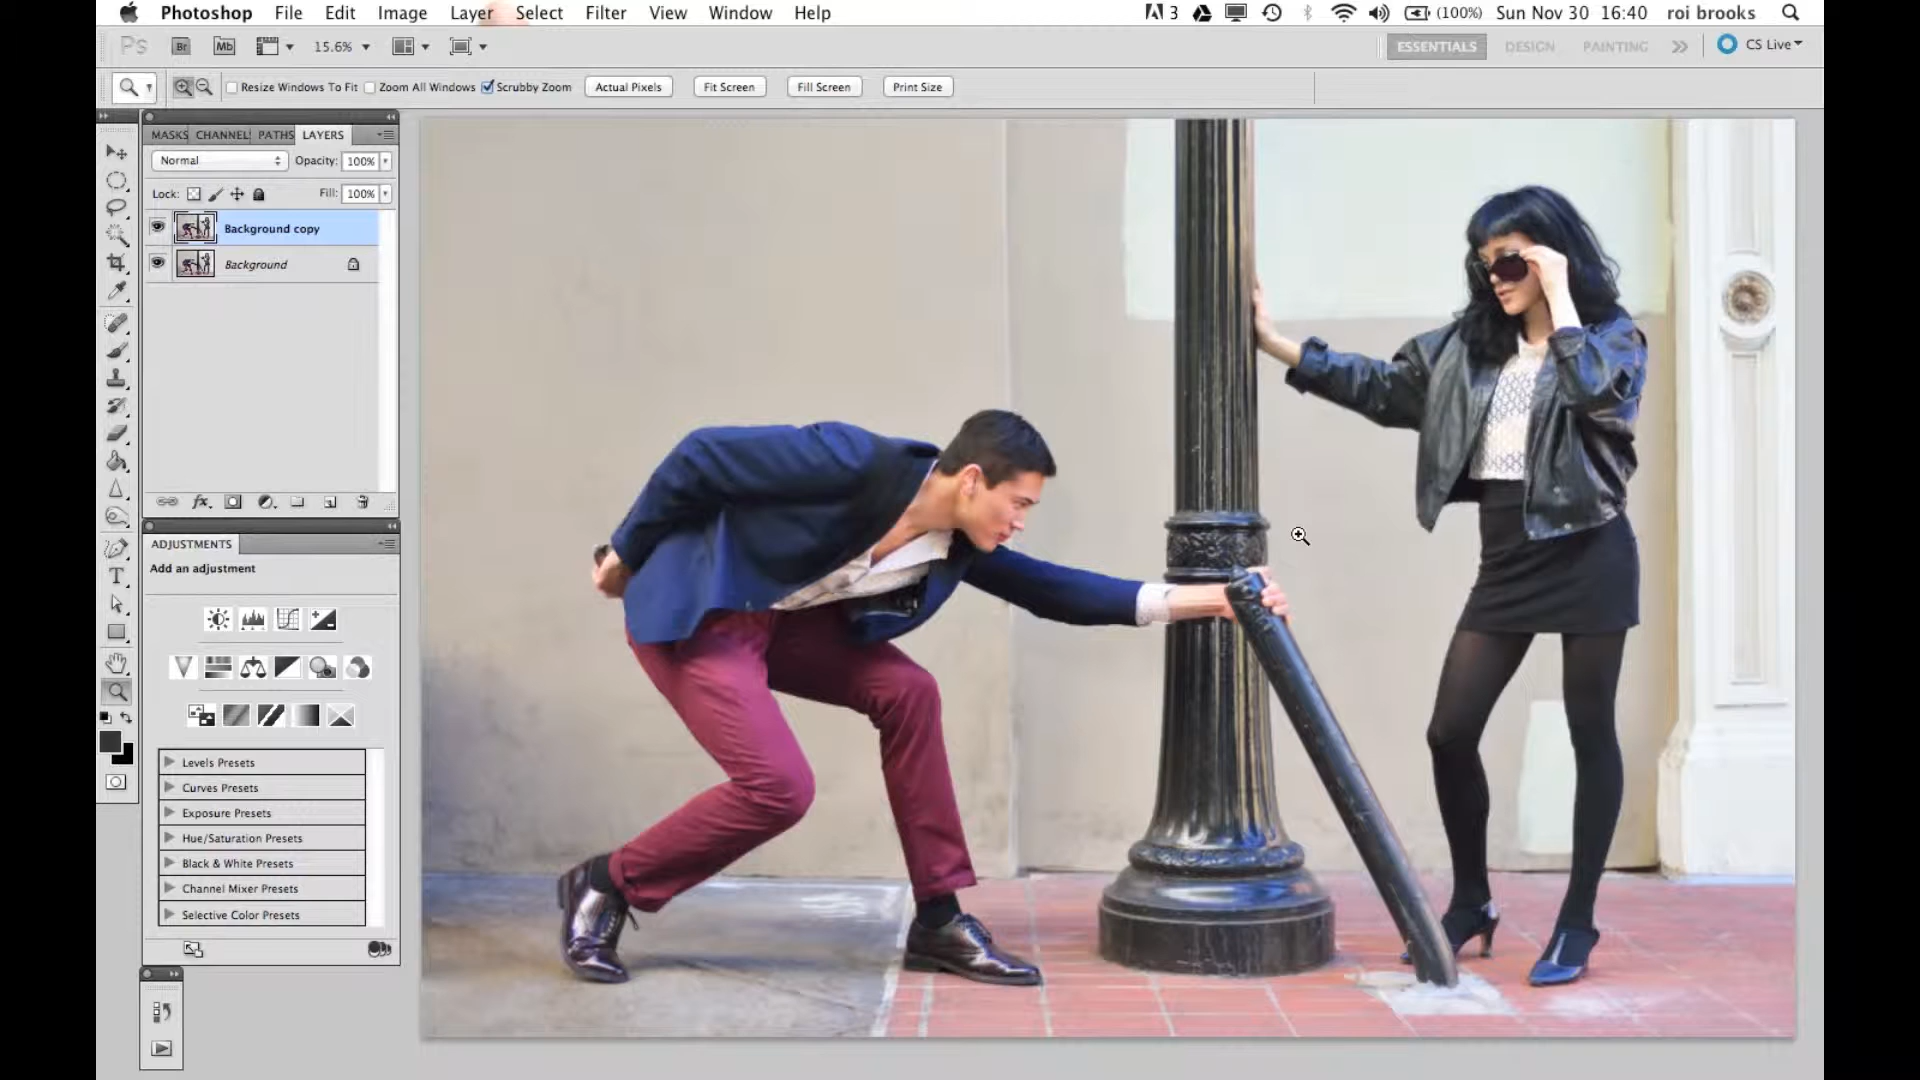 Photoshop File Edit Image Layer Select Filter View Window Help 3 (100%) Sun Nov 30 16:40 roi brooks
Ps Br Mb 15.6% ESSENTIALS DESIGN PAINTING CS Live
Resize Windows To Fit Zoom All Windows Scrubby Zoom Actual Pixels Fit Screen Fill Screen Print Size
MASKS CHANNEL PATHS LAYERS
Normal Opacity: 100%
Lock: Fill: 100%
Background copy
Background
fx
ADJUSTMENTS
Add an adjustment
Levels Presets
Curves Presets
Exposure Presets
Hue/Saturation Presets
Black & White Presets
Channel Mixer Presets
Selective Color Presets